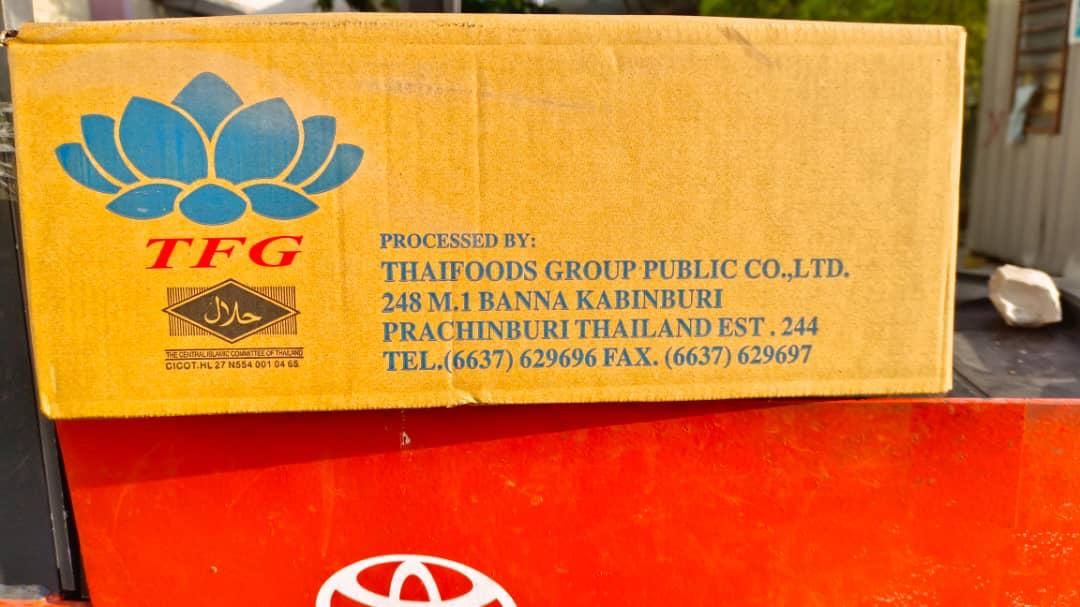 TFG
حلال
THE CENTRAL ISLAMIC COMMITTEE OF THAILAND
CICOT.HL 27 N554 001 04 65
PROCESSED BY:
THAIFOODS GROUP PUBLIC CO.,LTD.
248 M.1 BANNA KABINBURI
PRACHINBURI THAILAND EST . 244
TEL.(6637) 629696 FAX. (6637) 629697